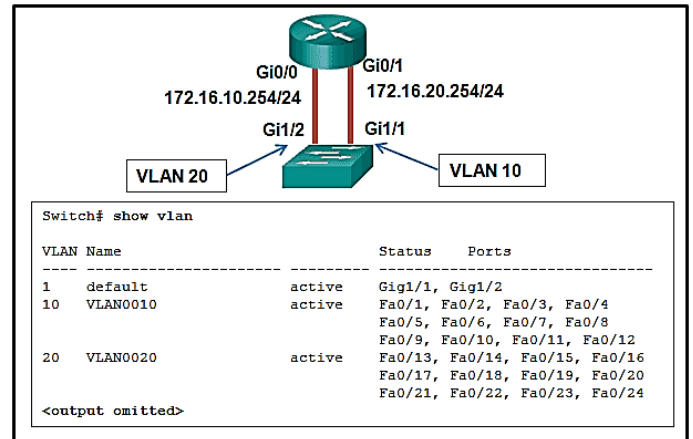 Gi0/0
Gi0/1
172.16.10.254/24
172.16.20.254/24
Gi1/2
Gi1/1
VLAN 20
VLAN 10
Switch# show vlan
VLAN Name Status Ports
---- ---------------------- --------- -------------------------------
1 default active Gig1/1, Gig1/2
10 VLAN0010 active Fa0/1, Fa0/2, Fa0/3, Fa0/4
Fa0/5, Fa0/6, Fa0/7, Fa0/8
Fa0/9, Fa0/10, Fa0/11, Fa0/12
20 VLAN0020 active Fa0/13, Fa0/14, Fa0/15, Fa0/16
Fa0/17, Fa0/18, Fa0/19, Fa0/20
Fa0/21, Fa0/22, Fa0/23, Fa0/24
<output omitted>